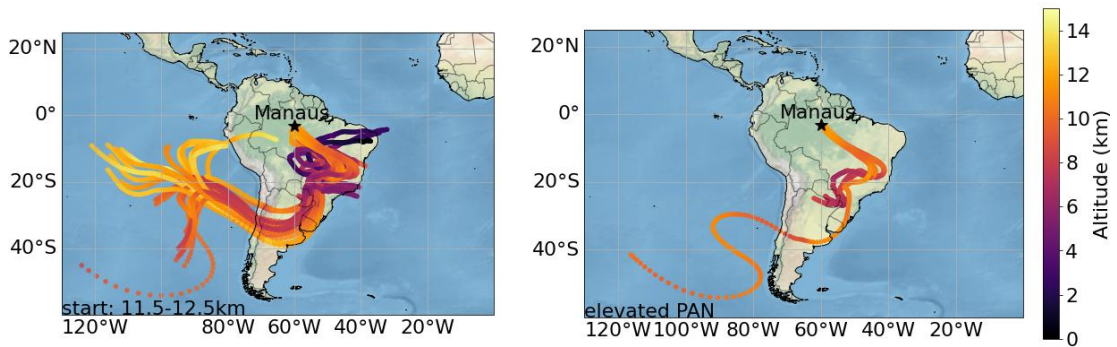 20°N
0°
20°S
40°S
Manaus
start: 11.5-12.5km
120°W 80°W 60°W 40°W 20°W
20°N
0°
20°S
40°S
Manaus
elevated PAN
120°W 100°W 80°W 60°W 40°W 20°W
14
12
10
8
6
4
2
0
Altitude (km)